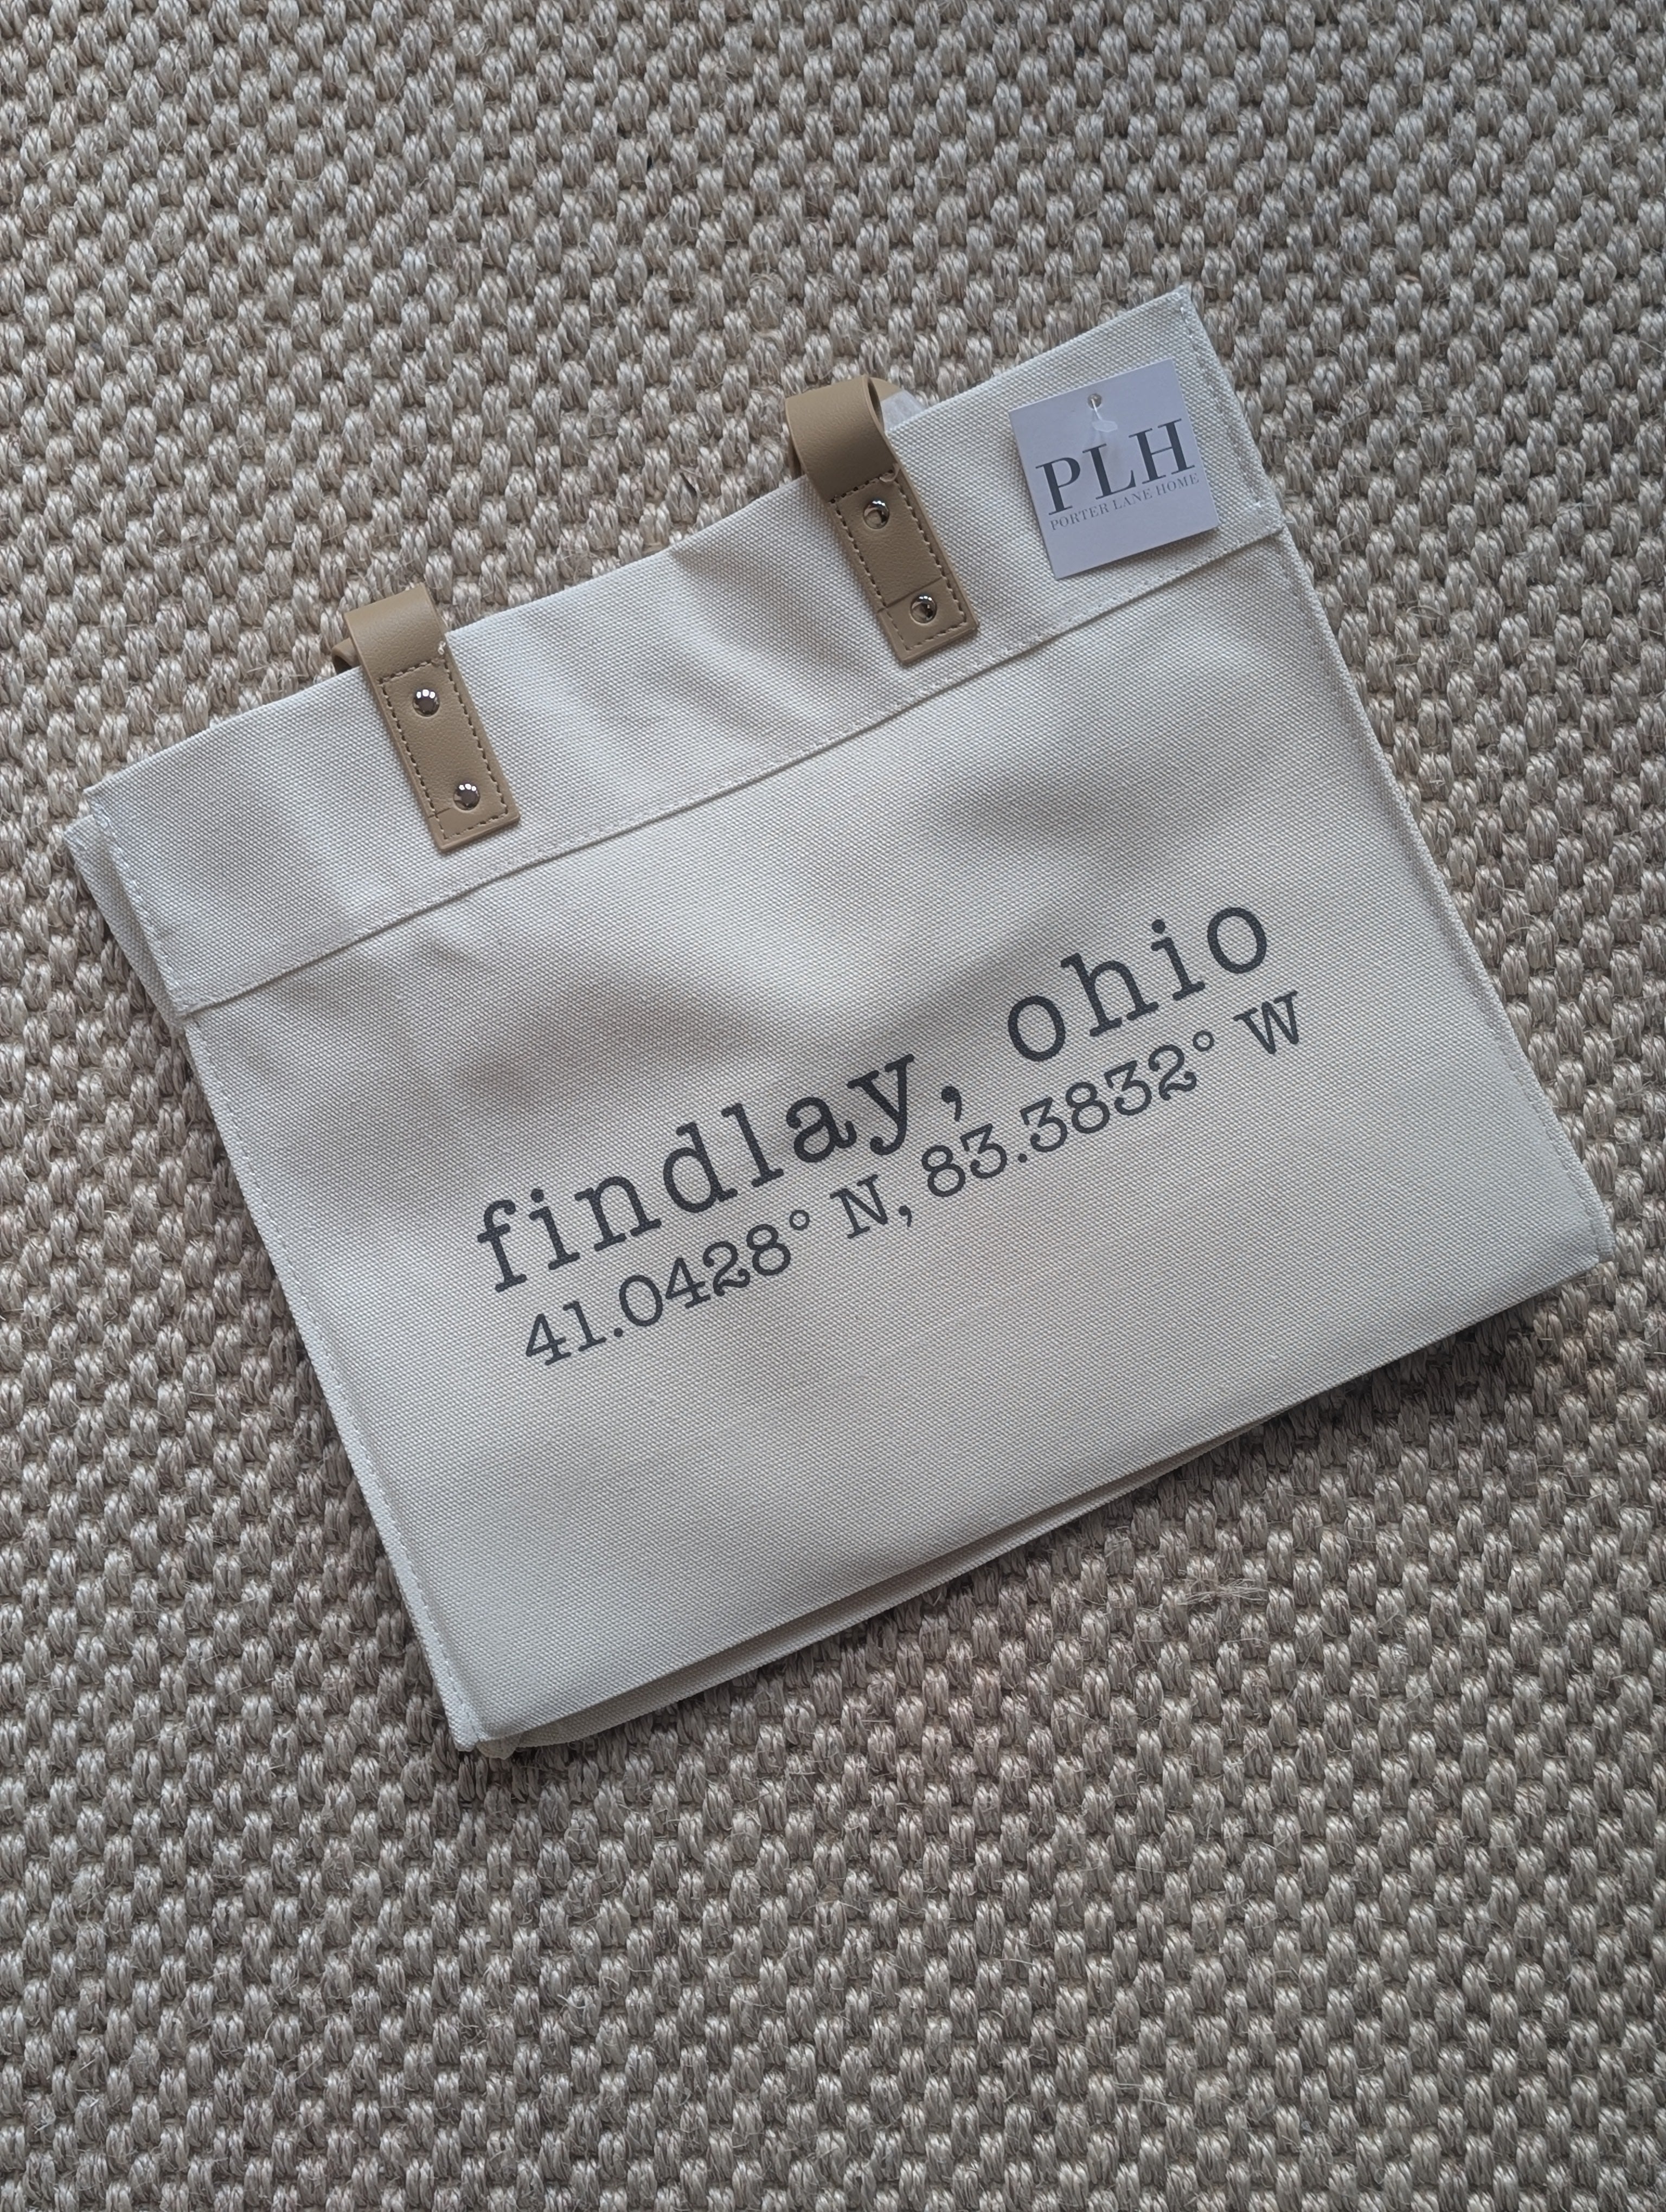 PLH
PORTER LANE HOME
findlay, ohio
41.0428° N, 83.3832° W